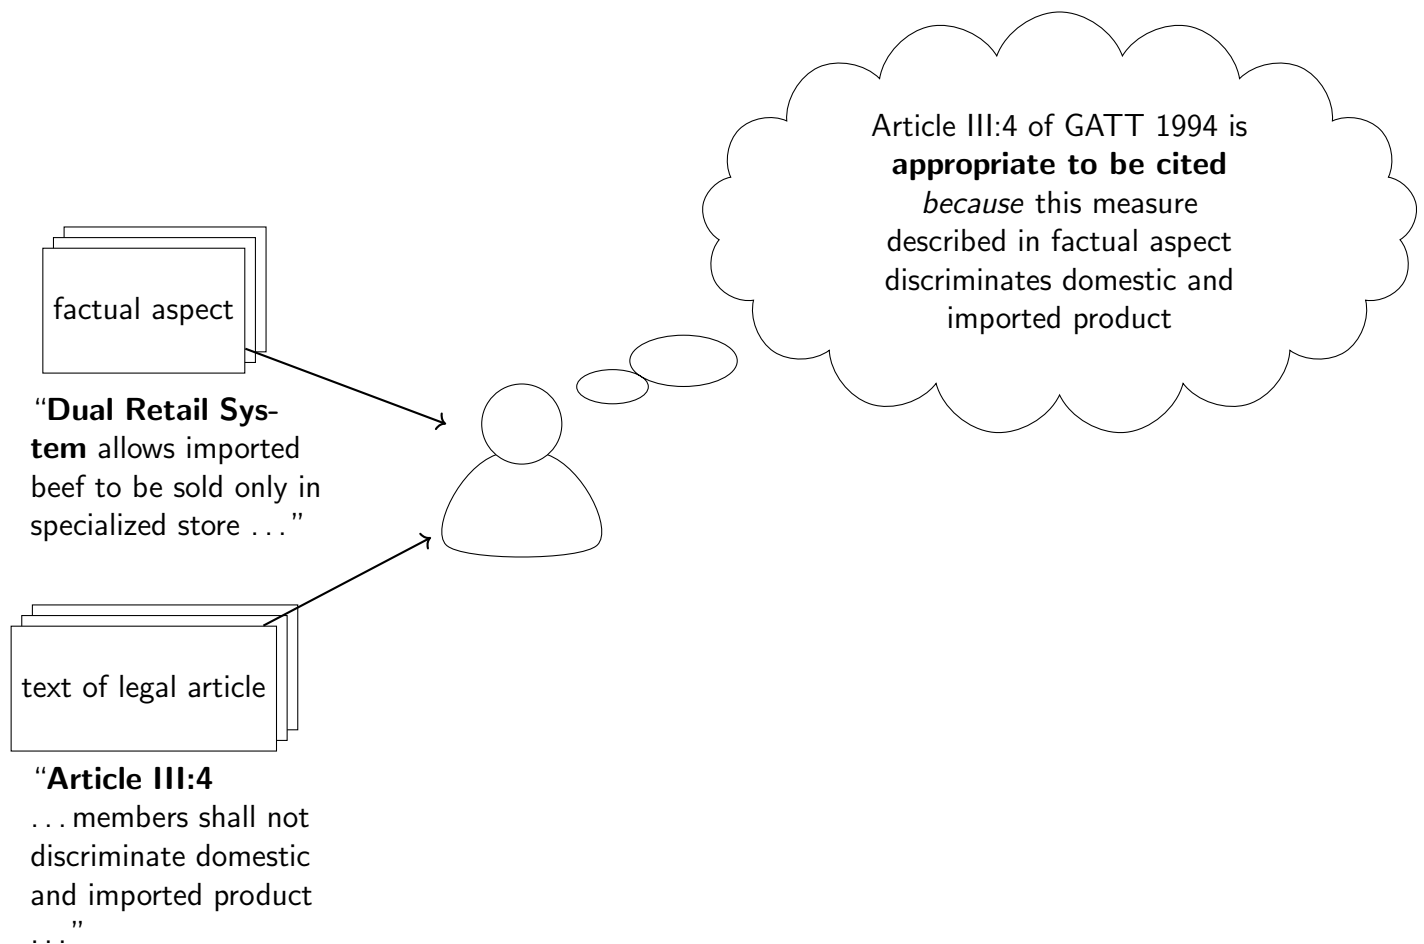 Article III:4 of GATT 1994 is
appropriate to be cited
because this measure
described in factual aspect
discriminates domestic and
imported product
factual aspect
“Dual Retail Sys-
tem allows imported
beef to be sold only in
specialized store . . .”
text of legal article
“Article III:4
. . . members shall not
discriminate domestic
and imported product
. . .”